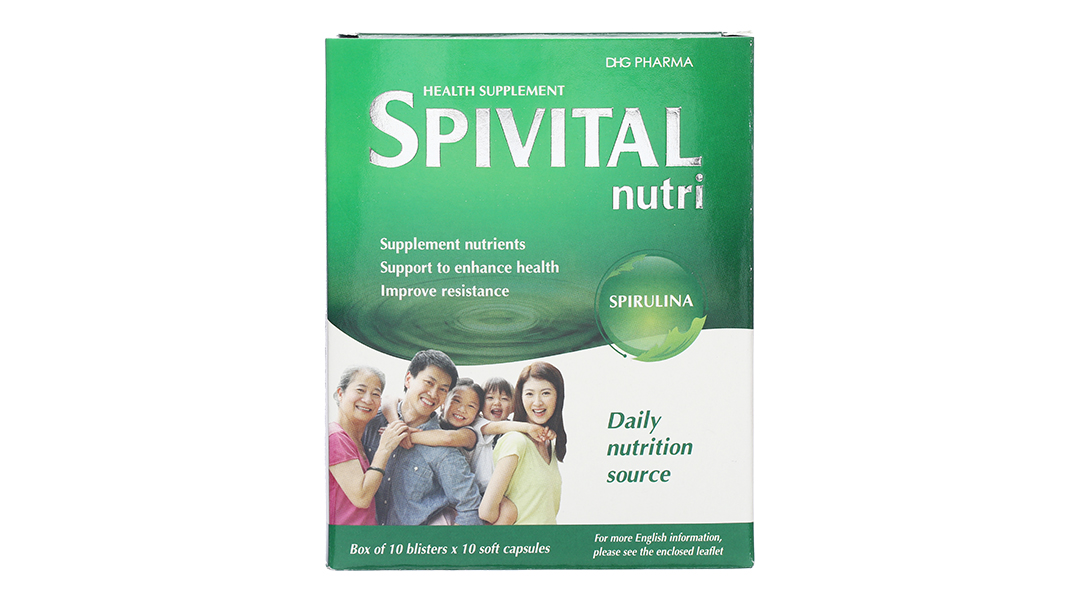 DHG PHARMA
HEALTH SUPPLEMENT
SPIVITAL
nutri
Supplement nutrients
Support to enhance health
Improve resistance
SPIRULINA
Daily
nutrition
source
Box of 10 blisters x 10 soft capsules
For more English information,
please see the enclosed leaflet